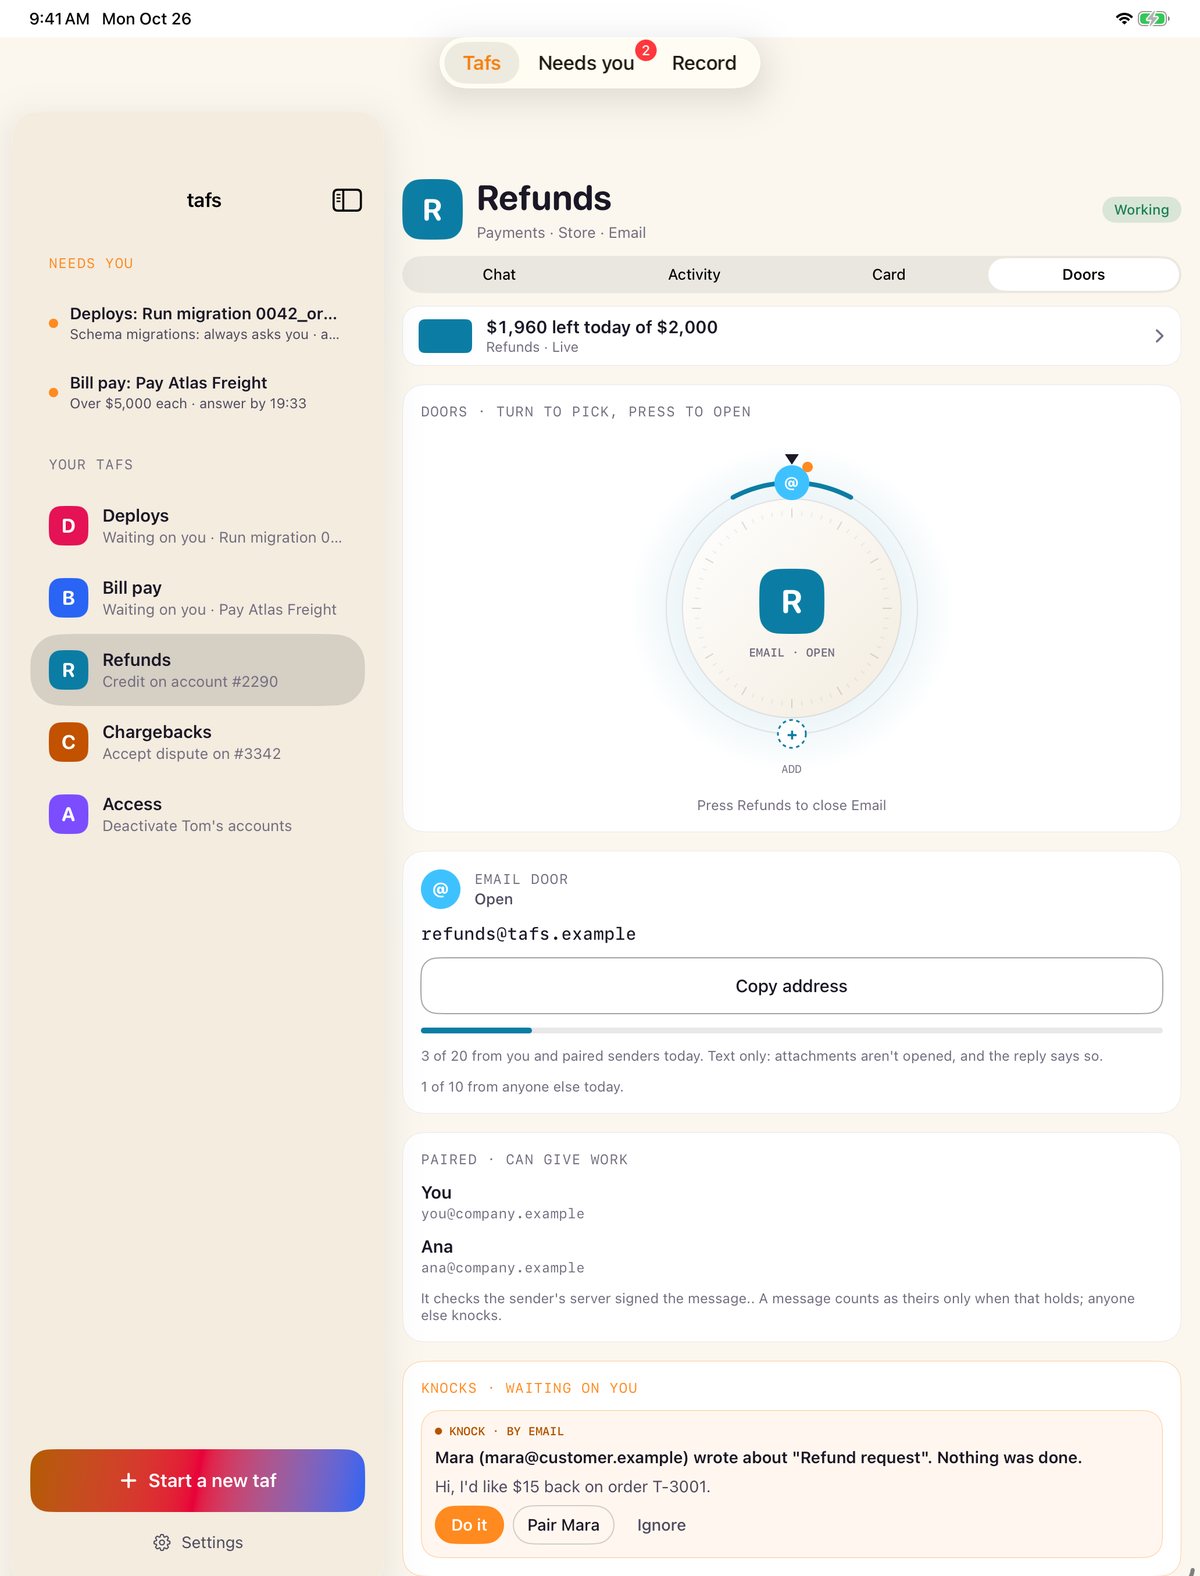 9:41 AM Mon Oct 26
Tafs
Needs you
2
Record
tafs
NEEDS YOU
Deploys: Run migration 0042_or...
Schema migrations: always asks you · a...
Bill pay: Pay Atlas Freight
Over $5,000 each · answer by 19:33
YOUR TAFS
D
Deploys
Waiting on you · Run migration 0...
B
Bill pay
Waiting on you · Pay Atlas Freight
R
Refunds
Credit on account #2290
C
Chargebacks
Accept dispute on #3342
A
Access
Deactivate Tom's accounts
+ Start a new taf
Settings
R
Refunds
Payments · Store · Email
Working
Chat
Activity
Card
Doors
$1,960 left today of $2,000
Refunds · Live
DOORS · TURN TO PICK, PRESS TO OPEN
@
R
EMAIL · OPEN
+
ADD
Press Refunds to close Email
@
EMAIL DOOR
Open
refunds@tafs.example
Copy address
3 of 20 from you and paired senders today. Text only: attachments aren't opened, and the reply says so.
1 of 10 from anyone else today.
PAIRED · CAN GIVE WORK
You
you@company.example
Ana
ana@company.example
It checks the sender's server signed the message.. A message counts as theirs only when that holds; anyone
else knocks.
KNOCKS · WAITING ON YOU
KNOCK · BY EMAIL
Mara (mara@customer.example) wrote about "Refund request". Nothing was done.
Hi, I'd like $15 back on order T-3001.
Do it
Pair Mara
Ignore